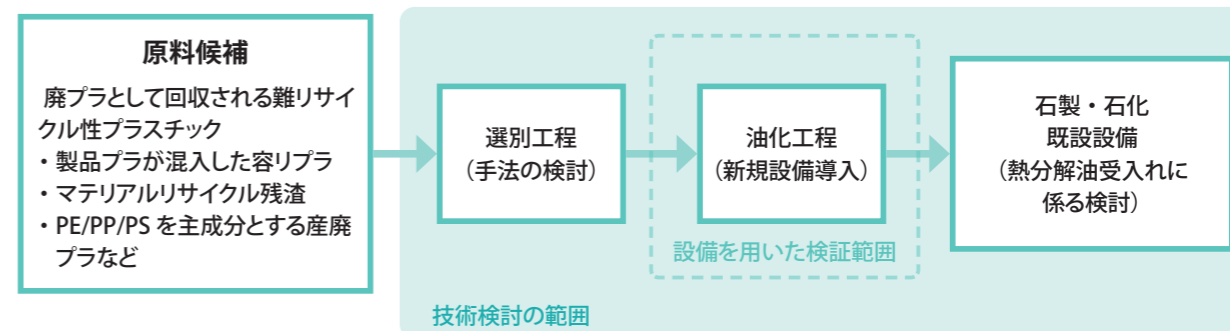 原料候補
廃プラとして回収される難リサイ
クル性プラスチック
・製品プラが混入した容リプラ
・マテリアルリサイクル残渣
・PE/PP/PS を主成分とする産廃
プラなど
選別工程
（手法の検討）
油化工程
（新規設備導入）
設備を用いた検証範囲
石製・石化
既設設備
（熱分解油受入れに
係る検討）
技術検討の範囲